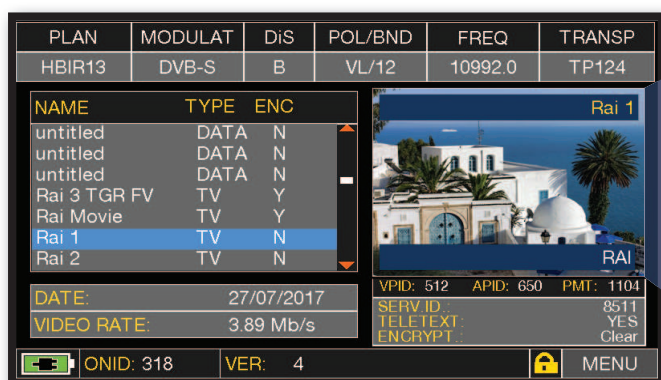 PLAN MODULAT DiS POL/BND FREQ TRANSP
HBIR13 DVB-S B VL/12 10992.0 TP124
NAME TYPE ENC
untitled DATA N
untitled DATA N
untitled DATA N
Rai 3 TGR FV TV Y
Rai Movie TV Y
Rai 1 TV N
Rai 2 TV N
DATE: 27/07/2017
VIDEO RATE: 3.89 Mb/s
Rai 1
RAI
VPID: 512 APID: 650 PMT: 1104
SERV.ID.: 8511
TELETEXT: YES
ENCRYPT.: Clear
ONID: 318 VER: 4 MENU